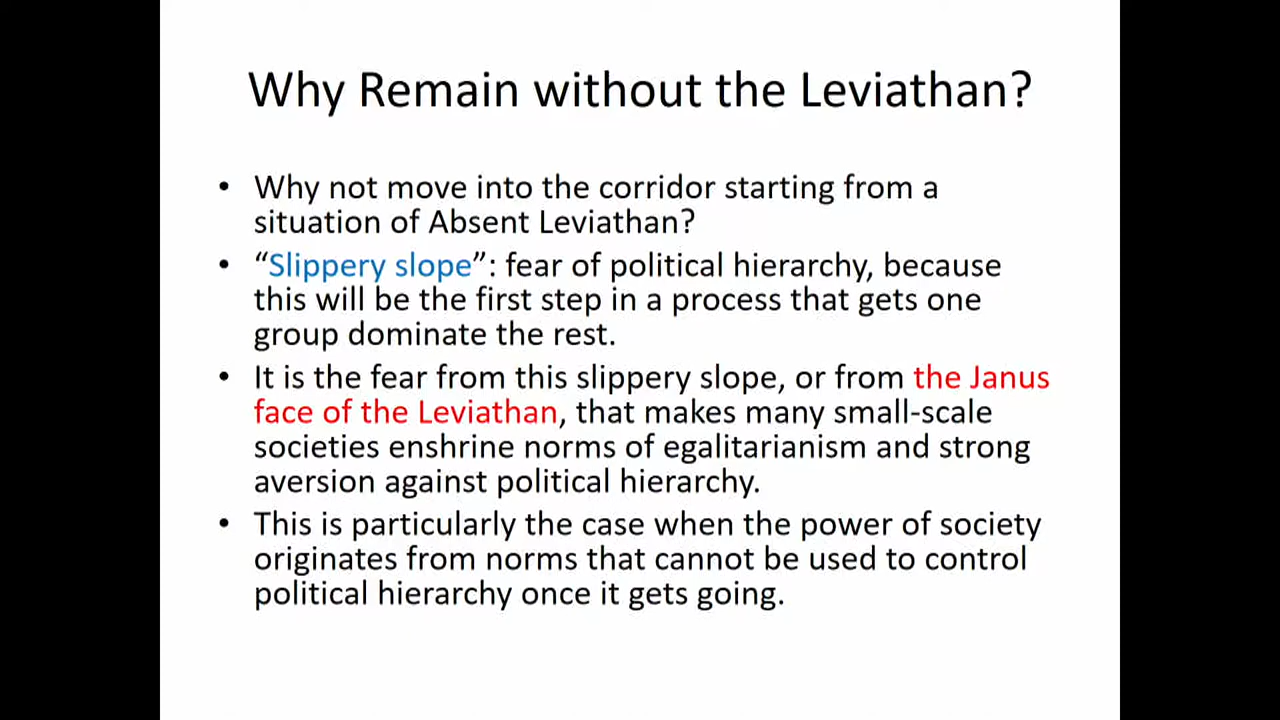 Why Remain without the Leviathan?
• Why not move into the corridor starting from a
situation of Absent Leviathan?
• “Slippery slope”: fear of political hierarchy, because
this will be the first step in a process that gets one
group dominate the rest.
• It is the fear from this slippery slope, or from the Janus
face of the Leviathan, that makes many small-scale
societies enshrine norms of egalitarianism and strong
aversion against political hierarchy.
• This is particularly the case when the power of society
originates from norms that cannot be used to control
political hierarchy once it gets going.